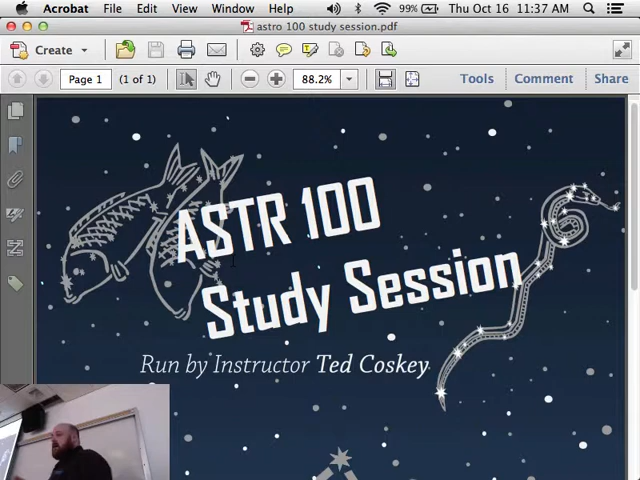 Acrobat File Edit View Window Help 99% Thu Oct 16 11:37 AM
astro 100 study session.pdf
Create
Page 1 (1 of 1) 88.2% Tools Comment Share
ASTR 100
Study Session
Run by Instructor Ted Coskey